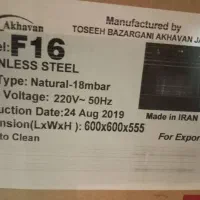 Akhavan
Manufactured by
TOSEEH BAZARGANI AKHAVAN JA
el: F16
INLESS STEEL
Type: Natural-18mbar
Voltage: 220V~ 50Hz
uction Date: 24 Aug 2019
ension(LxWxH): 600x600x555
to Clean
Made in IRAN
For Expor